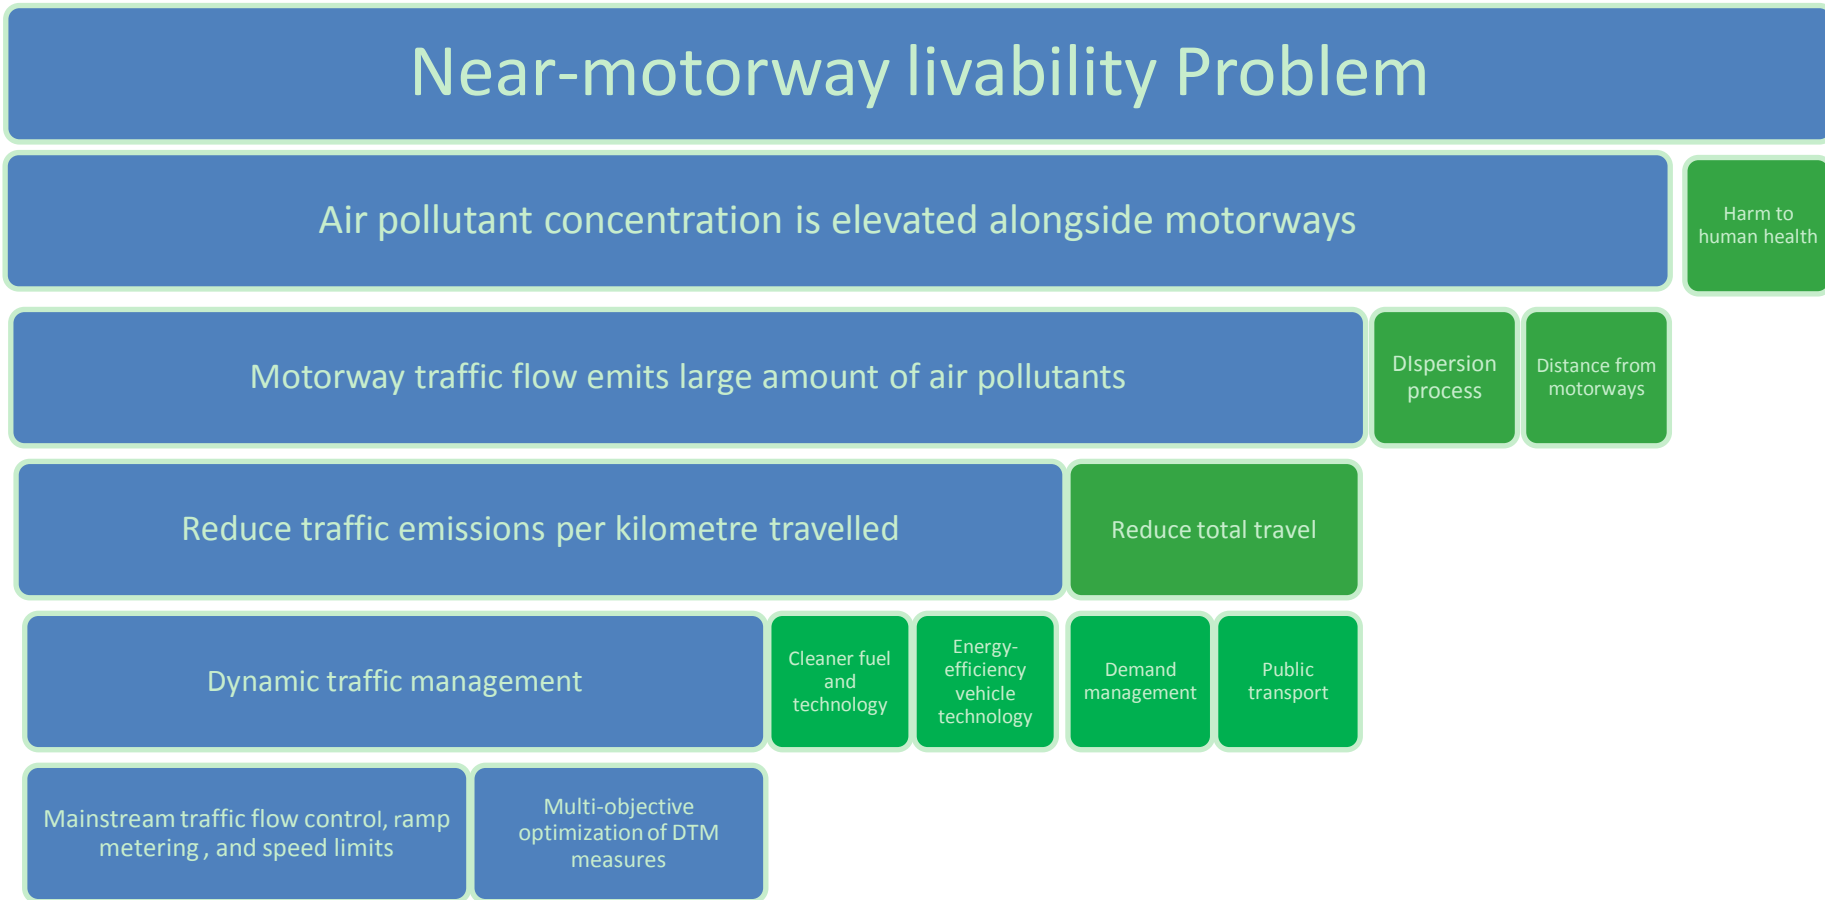 Near-motorway livability Problem
Air pollutant concentration is elevated alongside motorways
Harm to
human health
Motorway traffic flow emits large amount of air pollutants
DIspersion
process
Distance from
motorways
Reduce traffic emissions per kilometre travelled
Reduce total travel
Dynamic traffic management
Cleaner fuel
and
technology
Energy-
efficiency
vehicle
technology
Demand
management
Public
transport
Mainstream traffic flow control, ramp
metering , and speed limits
Multi-objective
optimization of DTM
measures